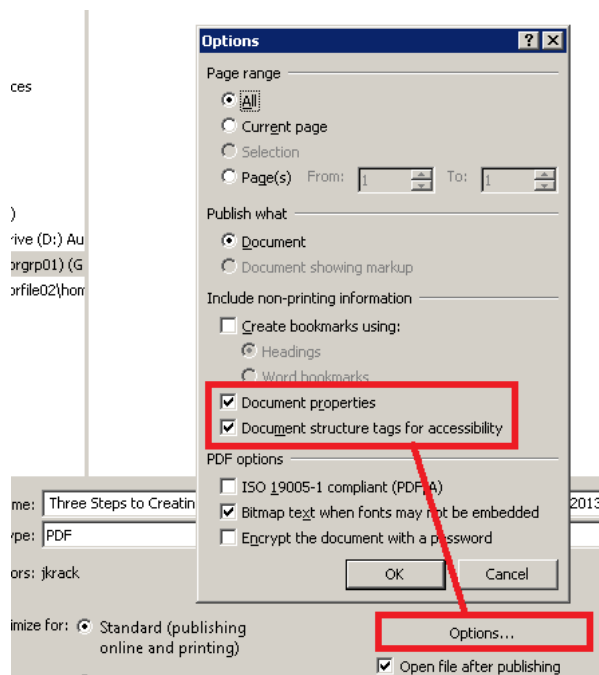 Options
Page range
All
Current page
Selection
Page(s) From: 1 To: 1
Publish what
Document
Document showing markup
Include non-printing information
Create bookmarks using:
Headings
Word bookmarks
Document properties
Document structure tags for accessibility
PDF options
ISO 19005-1 compliant (PDF/A)
Bitmap text when fonts may not be embedded
Encrypt the document with a password
OK Cancel
ces
)
rive (D:) Au
orgrp01) (G
orfile02\hom
me: Three Steps to Creatin 2013
ype: PDF
ors: jkrack
imize for: Standard (publishing
online and printing)
Options...
Open file after publishing